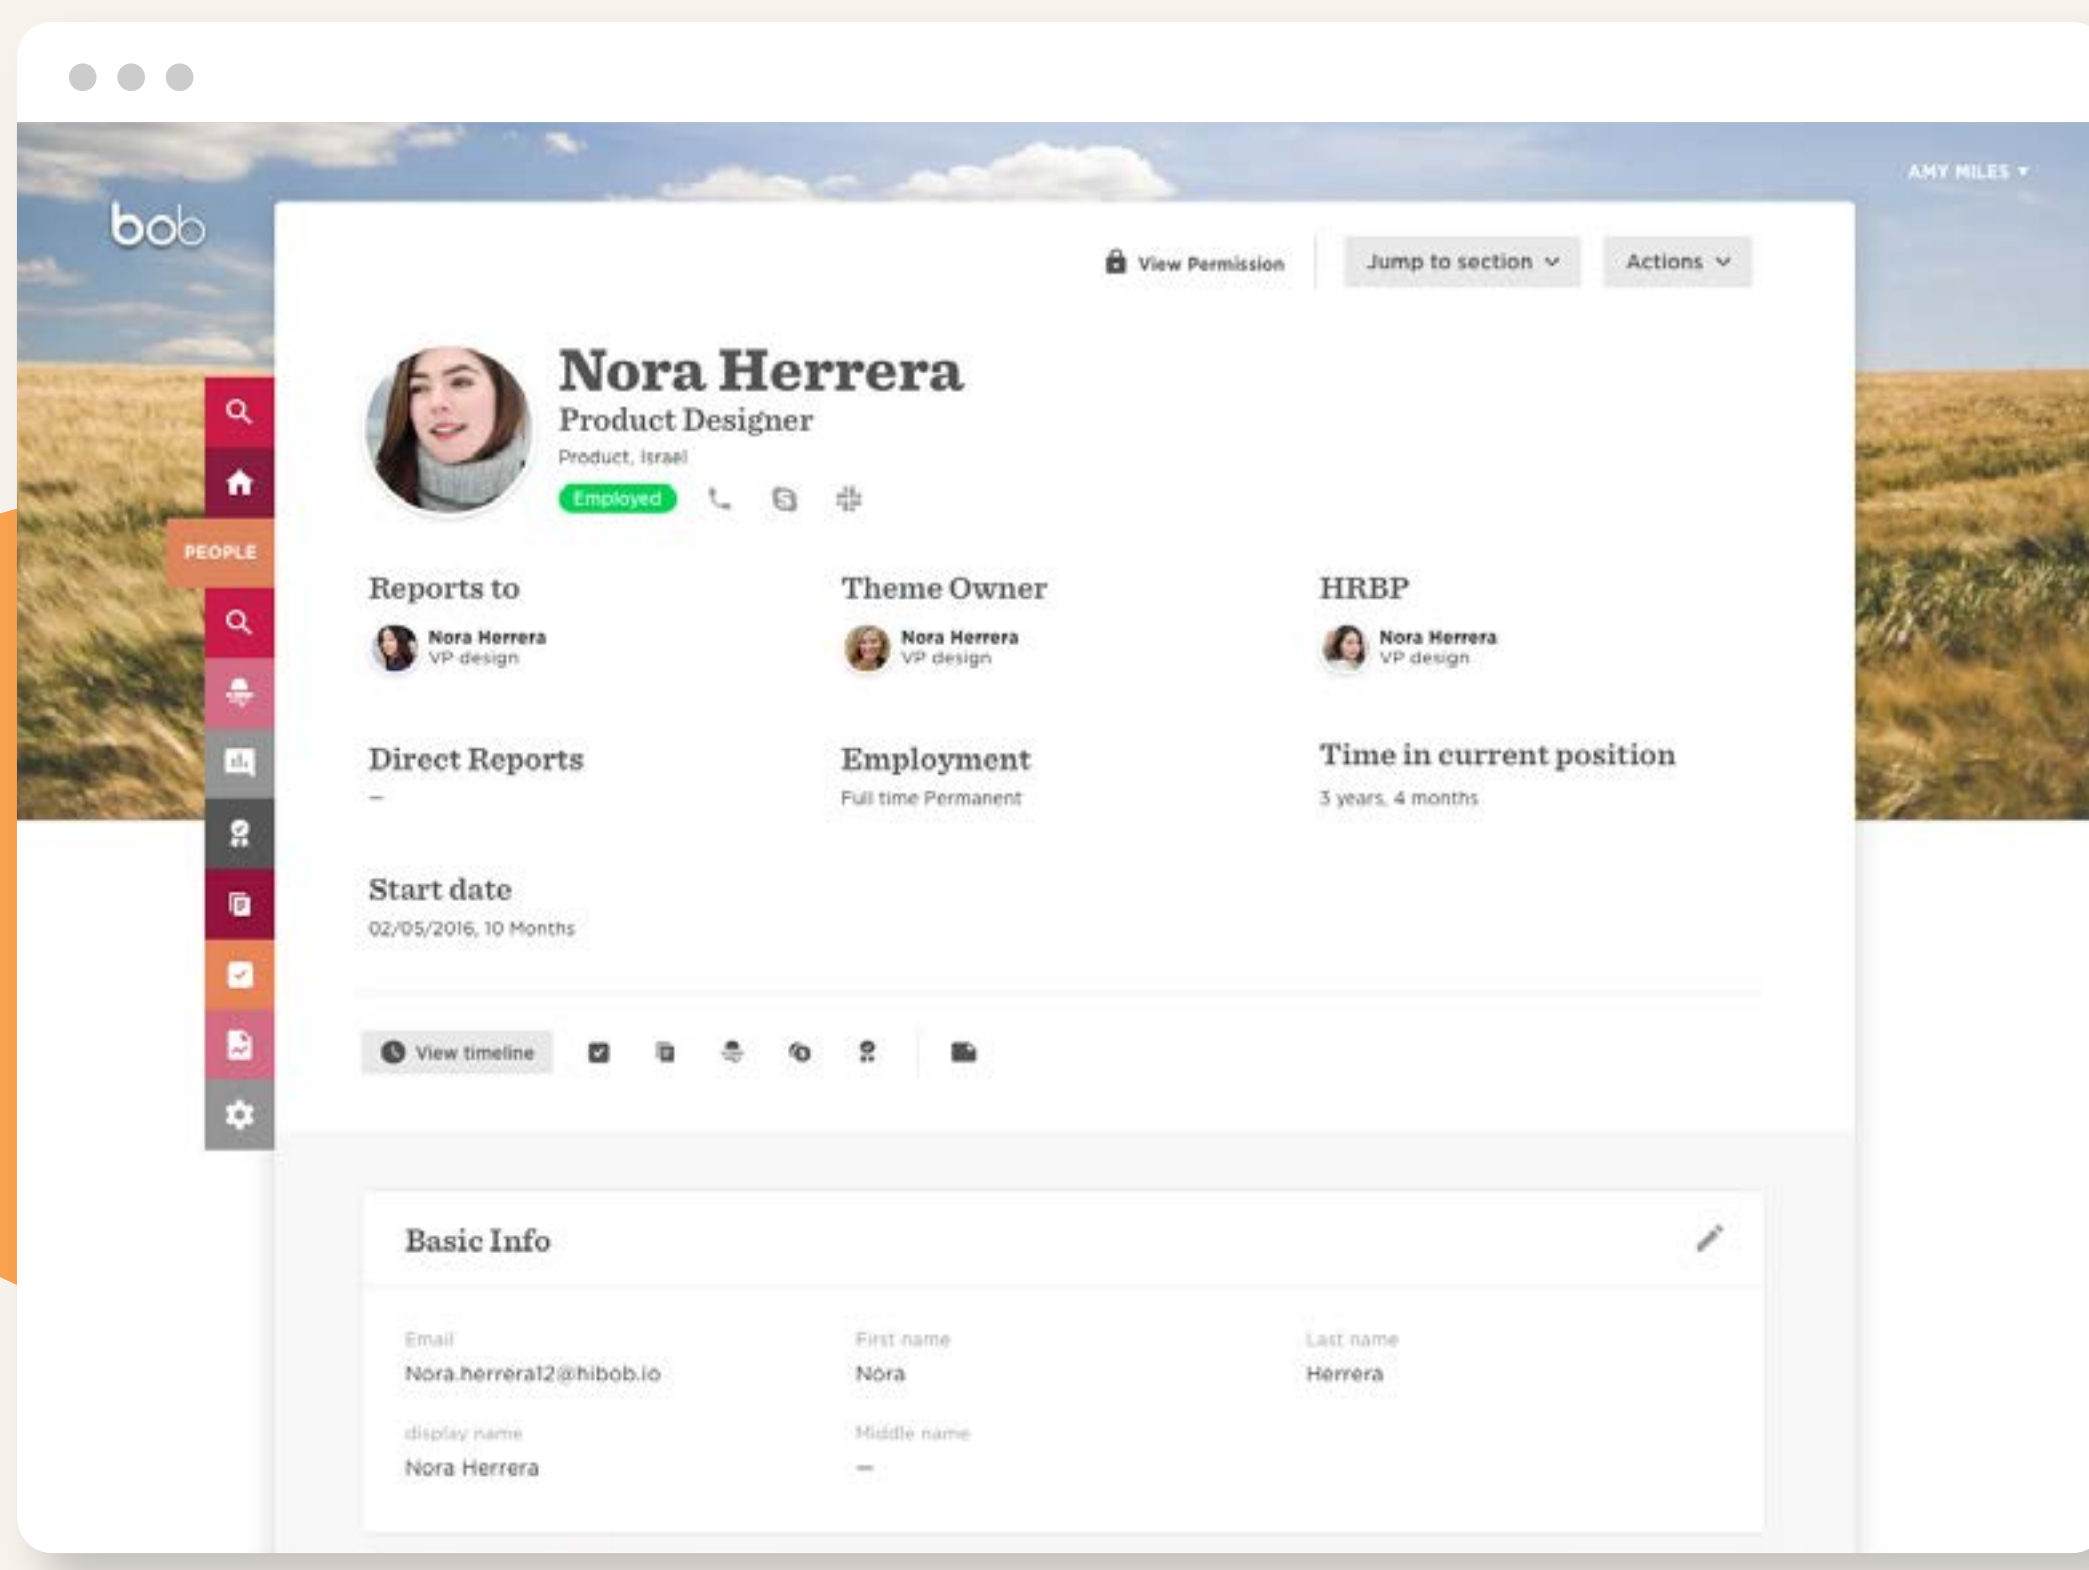 AMY MILES
bob
View Permission
Jump to section
Actions
Nora Herrera
Product Designer
Product, Israel
Employed
PEOPLE
Reports to
Nora Herrera
VP design
Theme Owner
Nora Herrera
VP design
HRBP
Nora Herrera
VP design
Direct Reports
—
Employment
Full time Permanent
Time in current position
3 years, 4 months
Start date
02/05/2016, 10 Months
View timeline
Basic Info
Email
Nora.herrera12@hibob.io
First name
Nora
Last name
Herrera
display name
Nora Herrera
Middle name
—